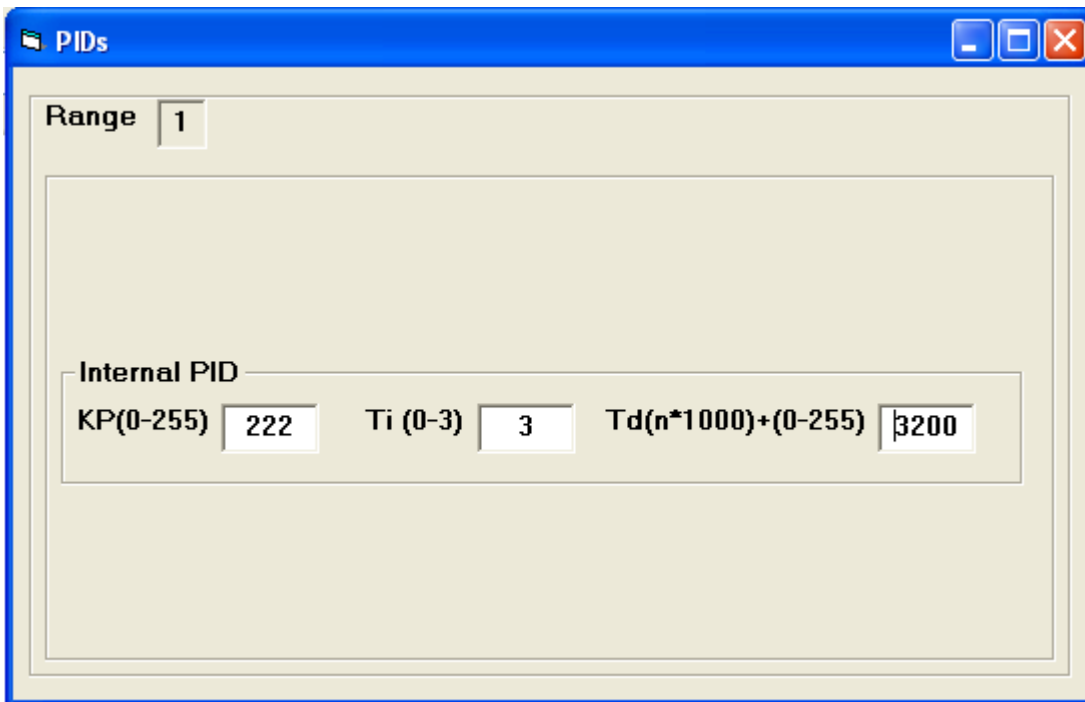 PIDs
Range 1
Internal PID
KP(0-255) 222 Ti (0-3) 3 Td(n*1000)+(0-255) 3200